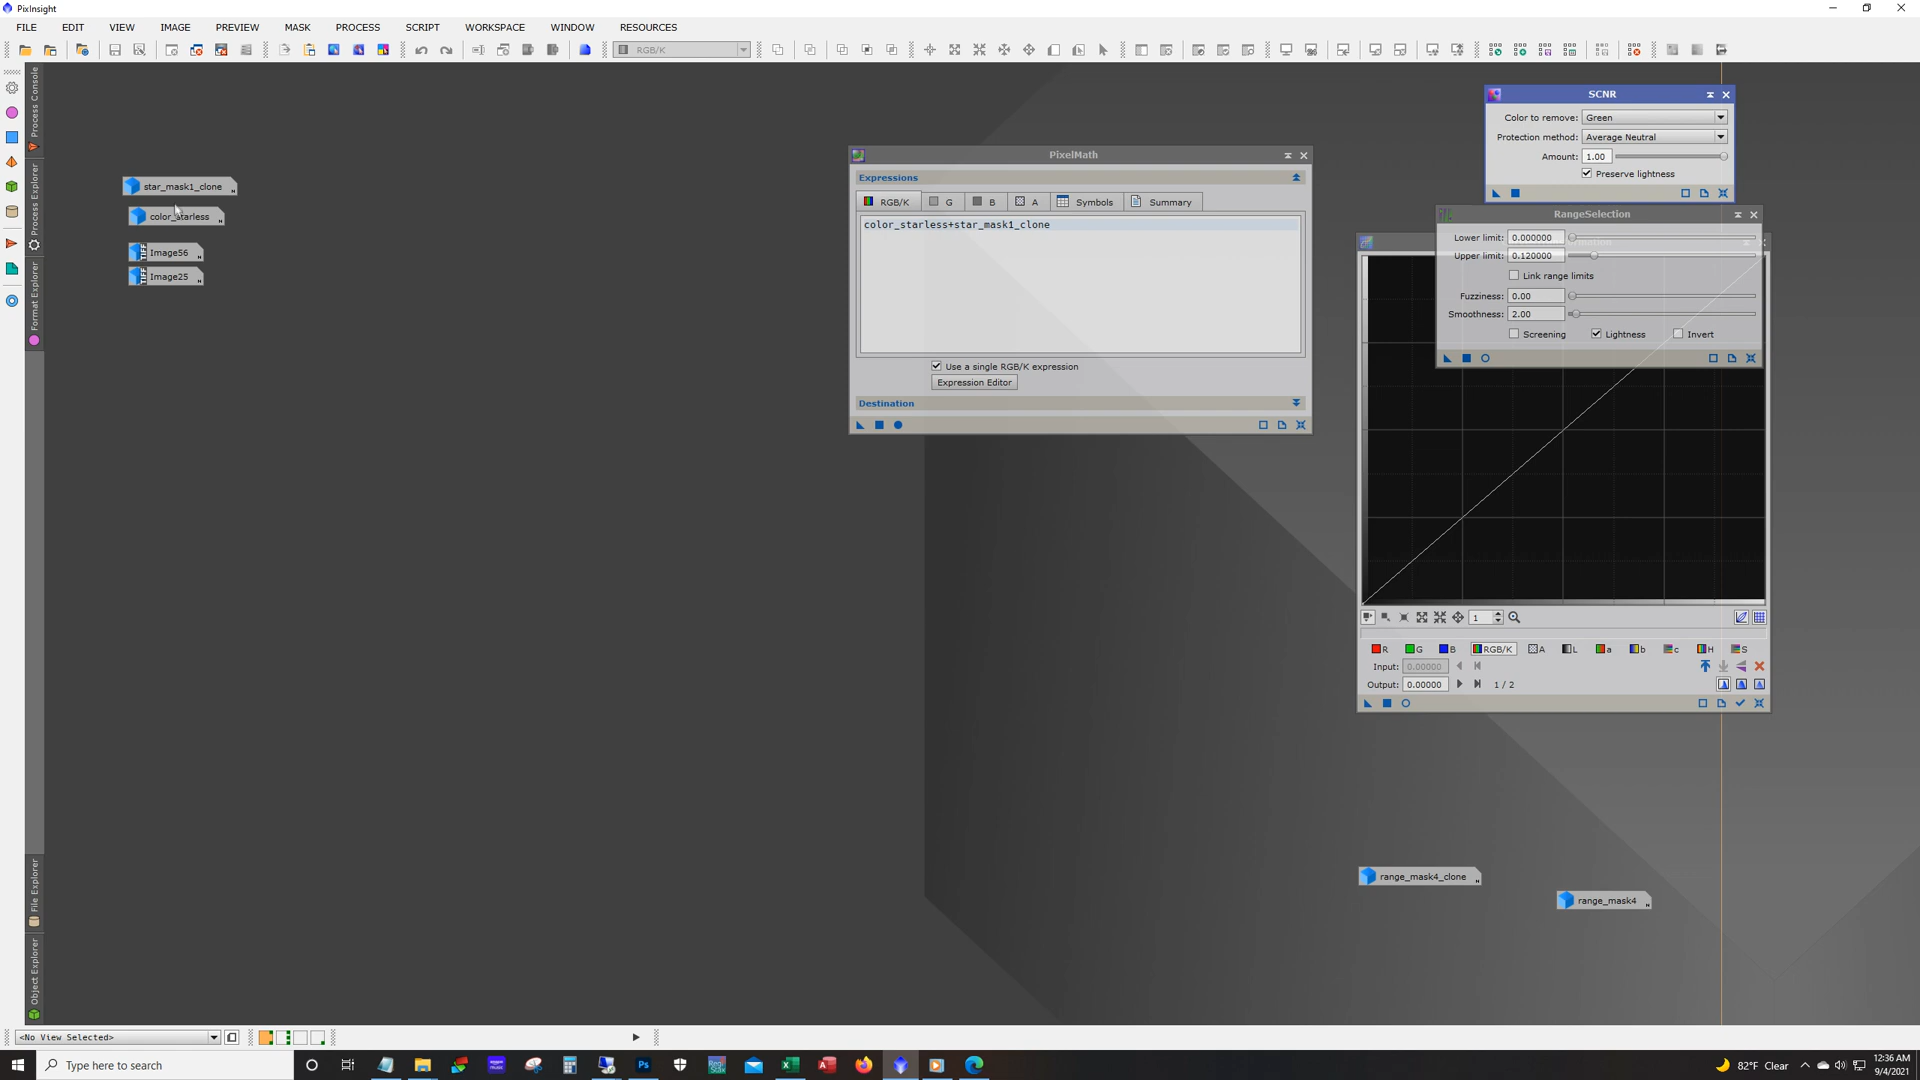 PixInsight
FILE EDIT VIEW IMAGE PREVIEW MASK PROCESS SCRIPT WORKSPACE WINDOW RESOURCES
RGB/K
Process Console
Process Explorer
Format Explorer
File Explorer
Object Explorer
star_mask1_clone
color_starless
Image56
Image25
PixelMath
Expressions
RGB/K G B A Symbols Summary
color_starless+star_mask1_clone
Use a single RGB/K expression
Expression Editor
Destination
SCNR
Color to remove: Green
Protection method: Average Neutral
Amount: 1.00
Preserve lightness
RangeSelection
Lower limit: 0.000000
Upper limit: 0.120000
Link range limits
Fuzziness: 0.00
Smoothness: 2.00
Screening Lightness Invert
1
R G B RGB/K A L a b c H S
Input: 0.00000
Output: 0.00000 1 / 2
range_mask4_clone
range_mask4
<No View Selected>
Type here to search
Ps
82°F Clear
12:36 AM
9/4/2021